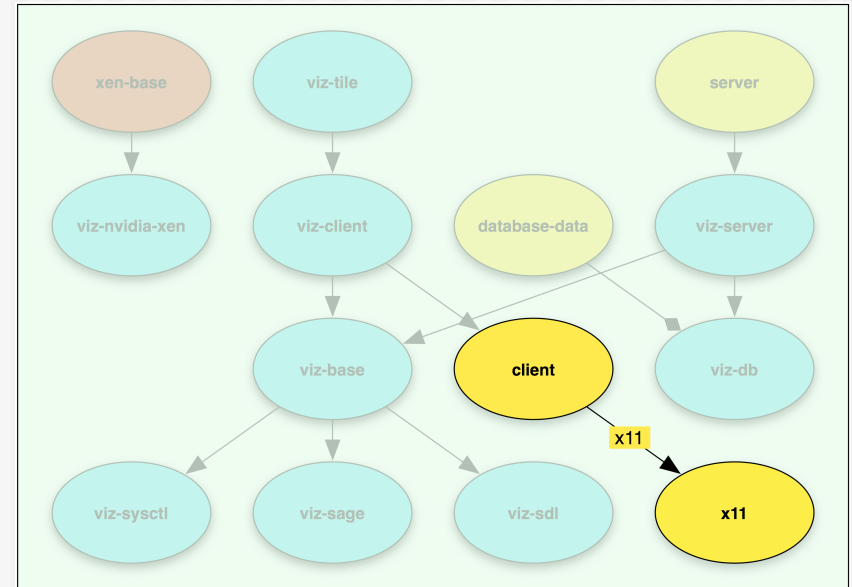 xen-base
viz-tile
server
viz-nvidia-xen
viz-client
database-data
viz-server
viz-base
client
viz-db
x11
viz-sysctl
viz-sage
viz-sdl
x11